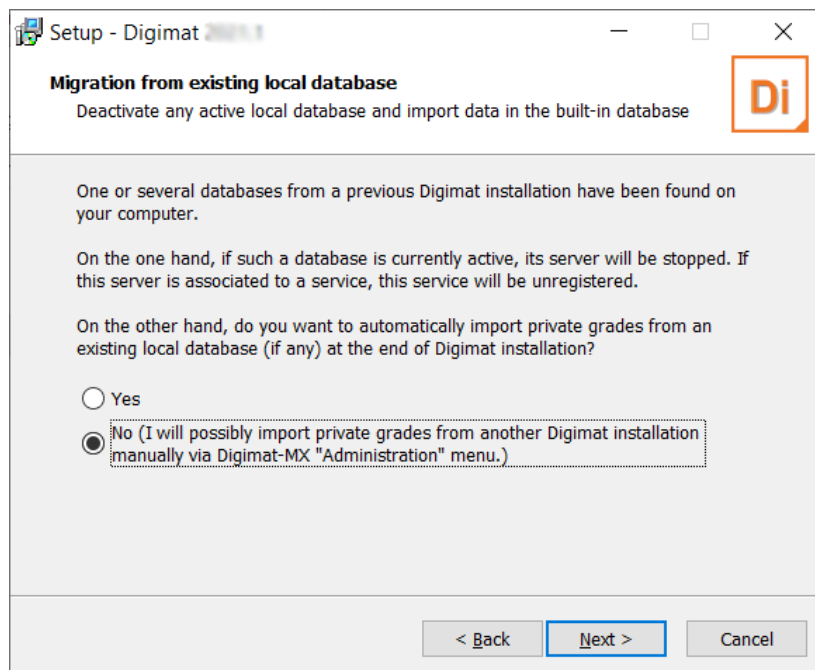 Setup - Digimat
Migration from existing local database
Deactivate any active local database and import data in the built-in database
Di
One or several databases from a previous Digimat installation have been found on
your computer.
On the one hand, if such a database is currently active, its server will be stopped. If
this server is associated to a service, this service will be unregistered.
On the other hand, do you want to automatically import private grades from an
existing local database (if any) at the end of Digimat installation?
Yes
No (I will possibly import private grades from another Digimat installation
manually via Digimat-MX "Administration" menu.)
< Back
Next >
Cancel